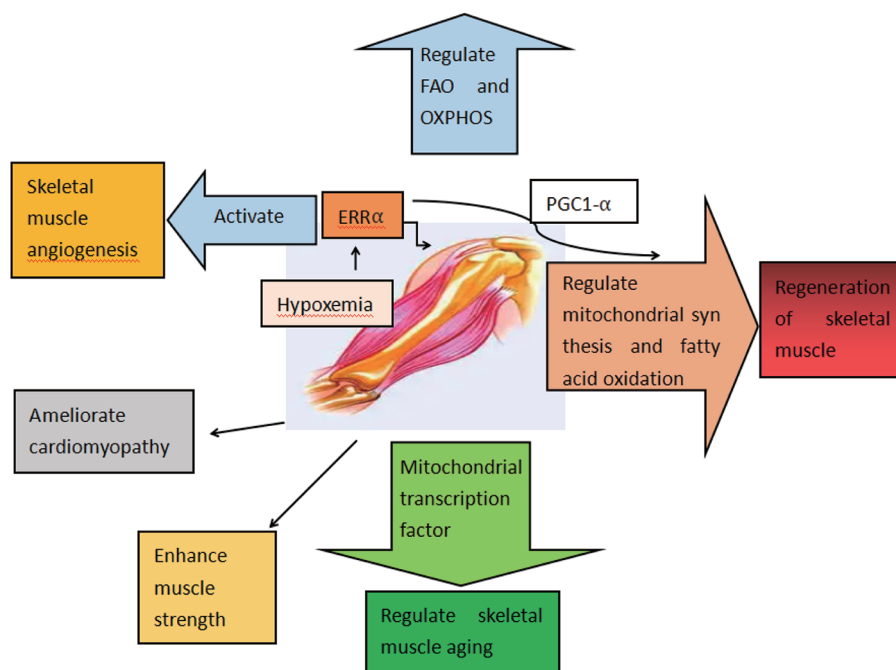 Regulate
FAO and
OXPHOS
Skeletal
muscle
angiogenesis
Activate
ERRα
PGC1-α
Hypoxemia
Regulate
mitochondrial syn
thesis and fatty
acid oxidation
Regeneration
of skeletal
muscle
Ameliorate
cardiomyopathy
Mitochondrial
transcription
factor
Enhance
muscle
strength
Regulate skeletal
muscle aging